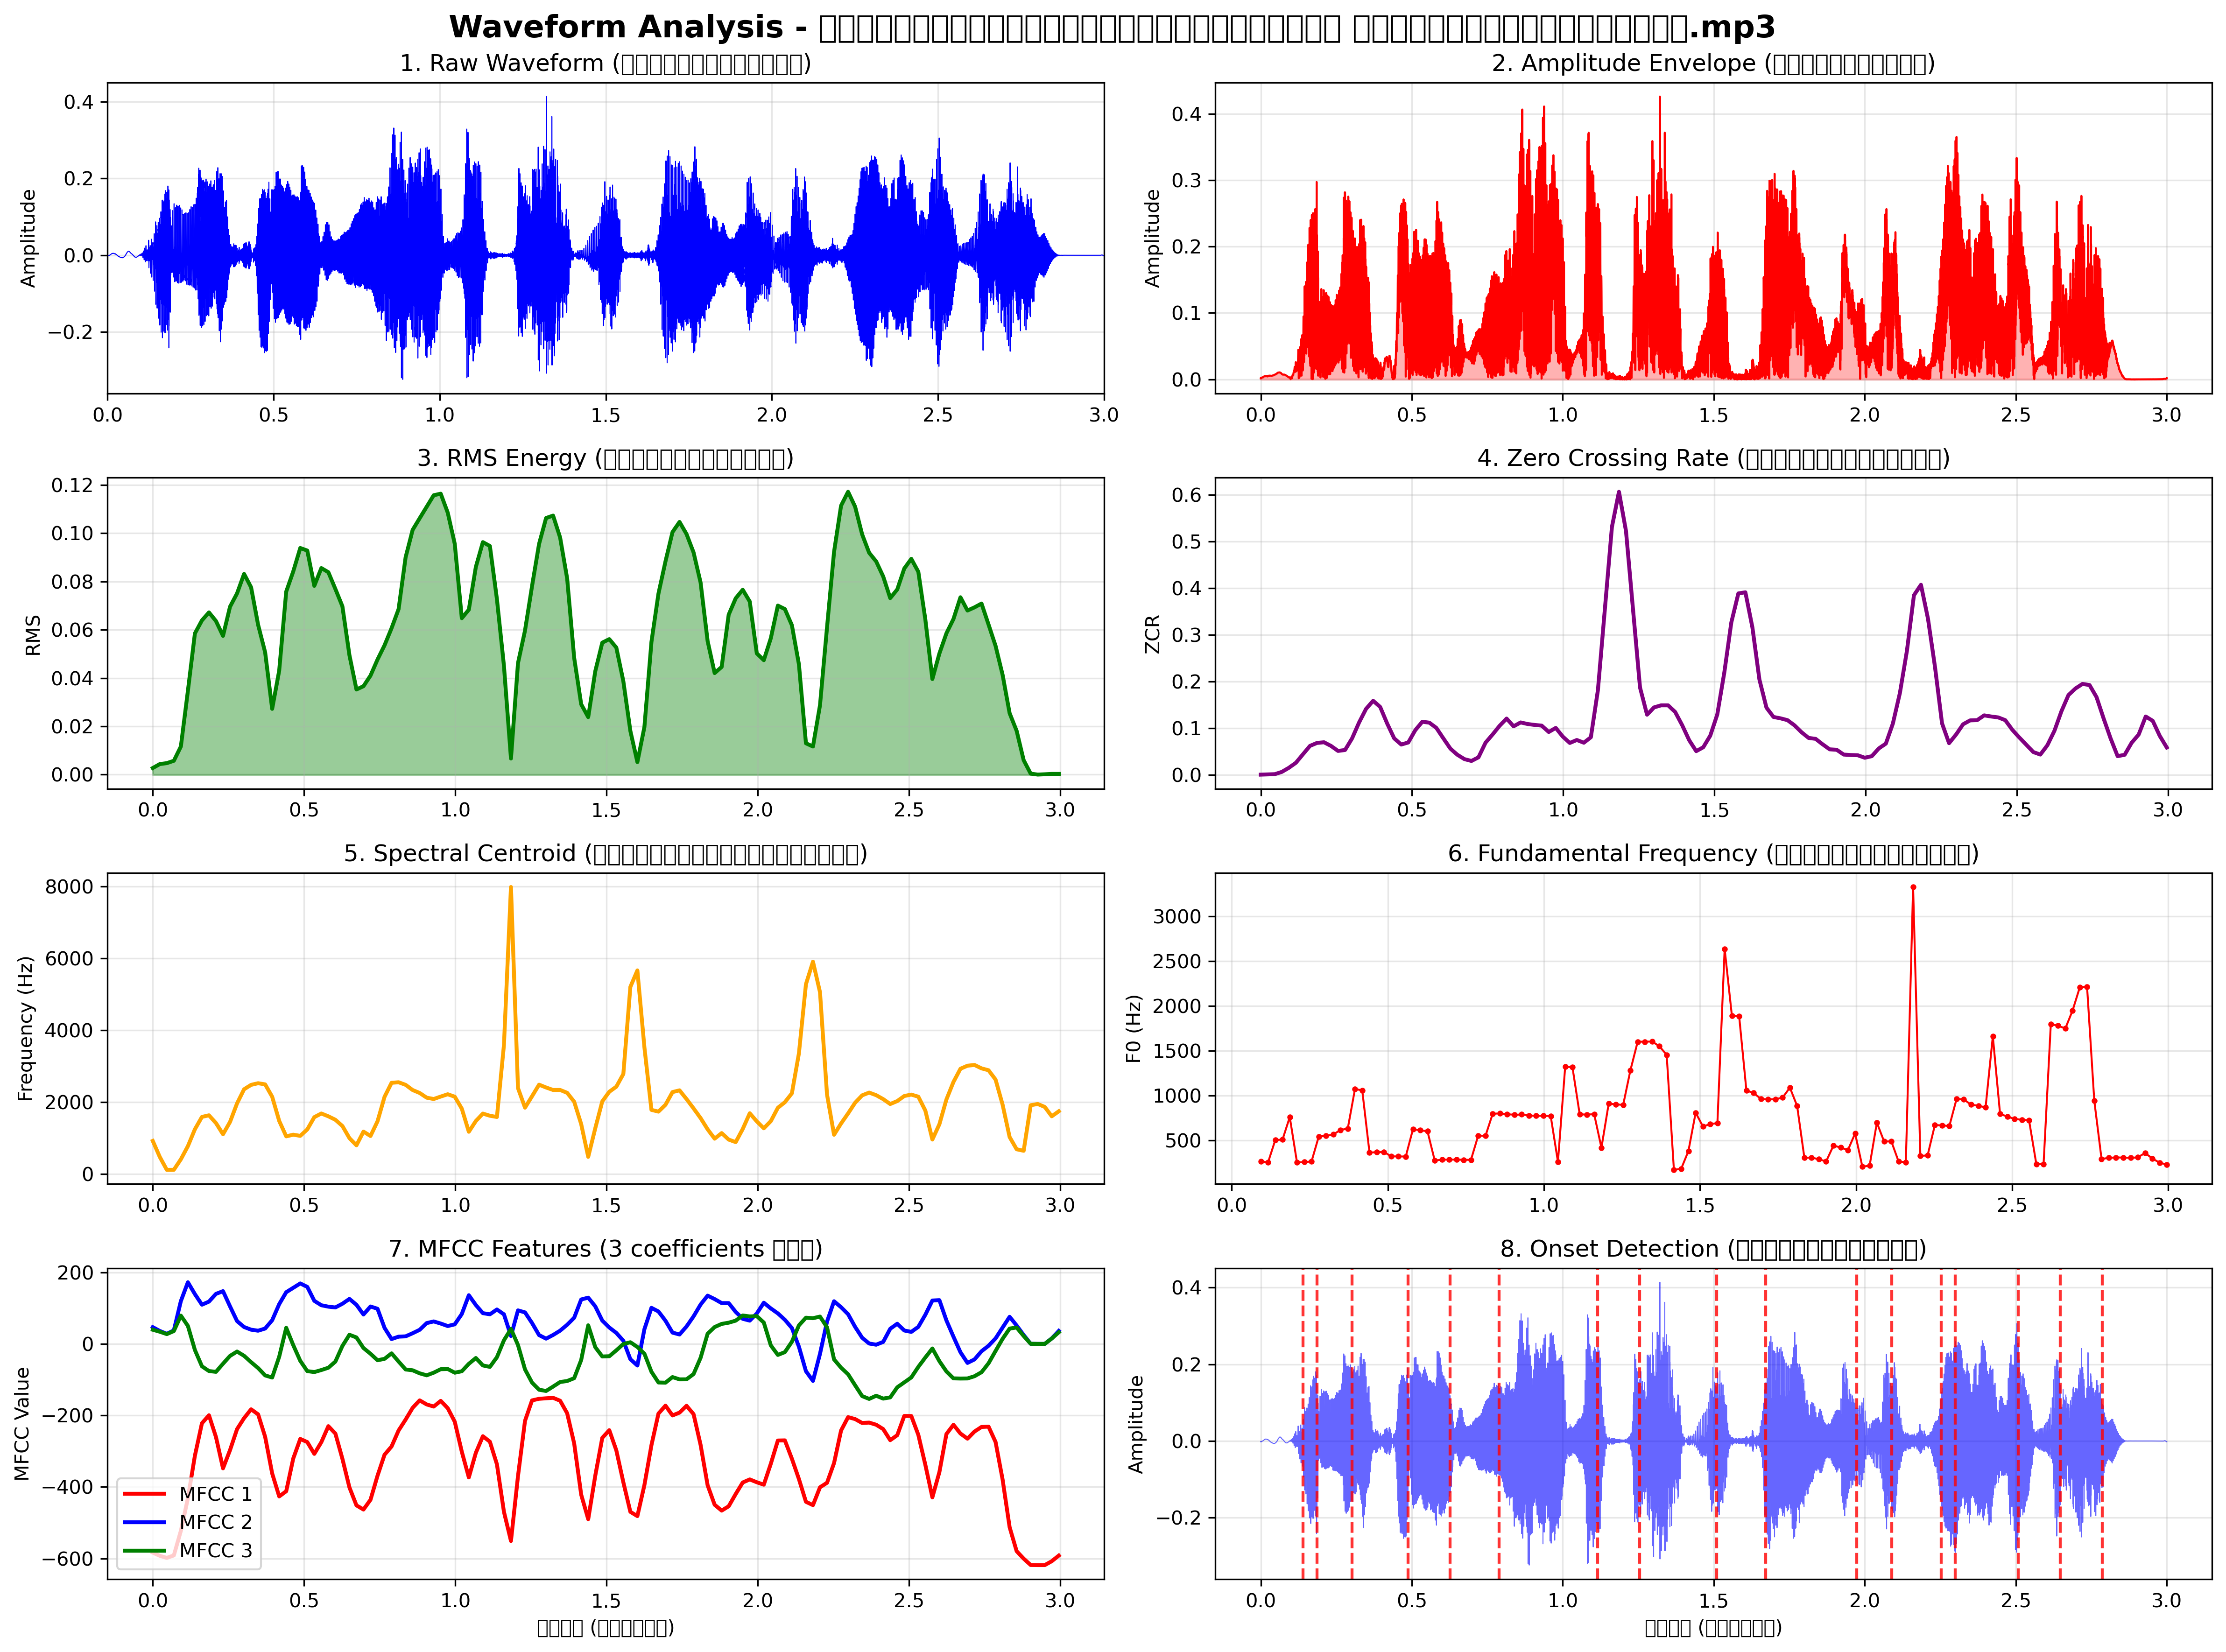 Waveform Analysis - .mp3
1. Raw Waveform ()
Amplitude
0.4
0.2
0.0
−0.2
0.0 0.5 1.0 1.5 2.0 2.5 3.0
2. Amplitude Envelope ()
Amplitude
0.4
0.3
0.2
0.1
0.0
0.0 0.5 1.0 1.5 2.0 2.5 3.0
3. RMS Energy ()
RMS
0.12
0.10
0.08
0.06
0.04
0.02
0.00
0.0 0.5 1.0 1.5 2.0 2.5 3.0
4. Zero Crossing Rate ()
ZCR
0.6
0.5
0.4
0.3
0.2
0.1
0.0
0.0 0.5 1.0 1.5 2.0 2.5 3.0
5. Spectral Centroid ()
Frequency (Hz)
8000
6000
4000
2000
0
0.0 0.5 1.0 1.5 2.0 2.5 3.0
6. Fundamental Frequency ()
F0 (Hz)
3000
2500
2000
1500
1000
500
0.0 0.5 1.0 1.5 2.0 2.5 3.0
7. MFCC Features (3 coefficients )
MFCC Value
200
0
−200
−400
−600
MFCC 1
MFCC 2
MFCC 3
0.0 0.5 1.0 1.5 2.0 2.5 3.0
8. Onset Detection ()
Amplitude
0.4
0.2
0.0
−0.2
0.0 0.5 1.0 1.5 2.0 2.5 3.0